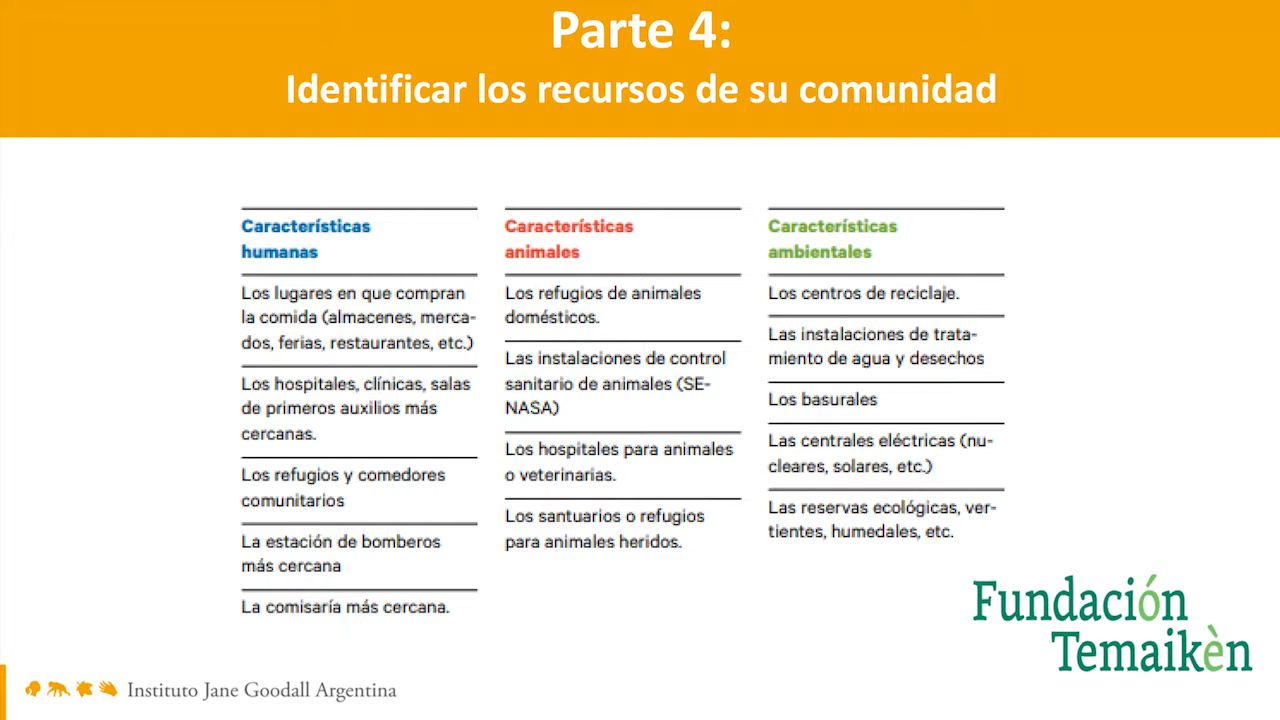 Parte 4:
Identificar los recursos de su comunidad
Características
humanas
Los lugares en que compran
la comida (almacenes, merca-
dos, ferias, restaurantes, etc.)
Los hospitales, clínicas, salas
de primeros auxilios más
cercanas.
Los refugios y comedores
comunitarios
La estación de bomberos
más cercana
La comisaría más cercana.
Características
animales
Los refugios de animales
domésticos.
Las instalaciones de control
sanitario de animales (SE-
NASA)
Los hospitales para animales
o veterinarias.
Los santuarios o refugios
para animales heridos.
Características
ambientales
Los centros de reciclaje.
Las instalaciones de trata-
miento de agua y desechos
Los basurales
Las centrales eléctricas (nu-
cleares, solares, etc.)
Las reservas ecológicas, ver-
tientes, humedales, etc.
Fundación
Temaikèn
Instituto Jane Goodall Argentina